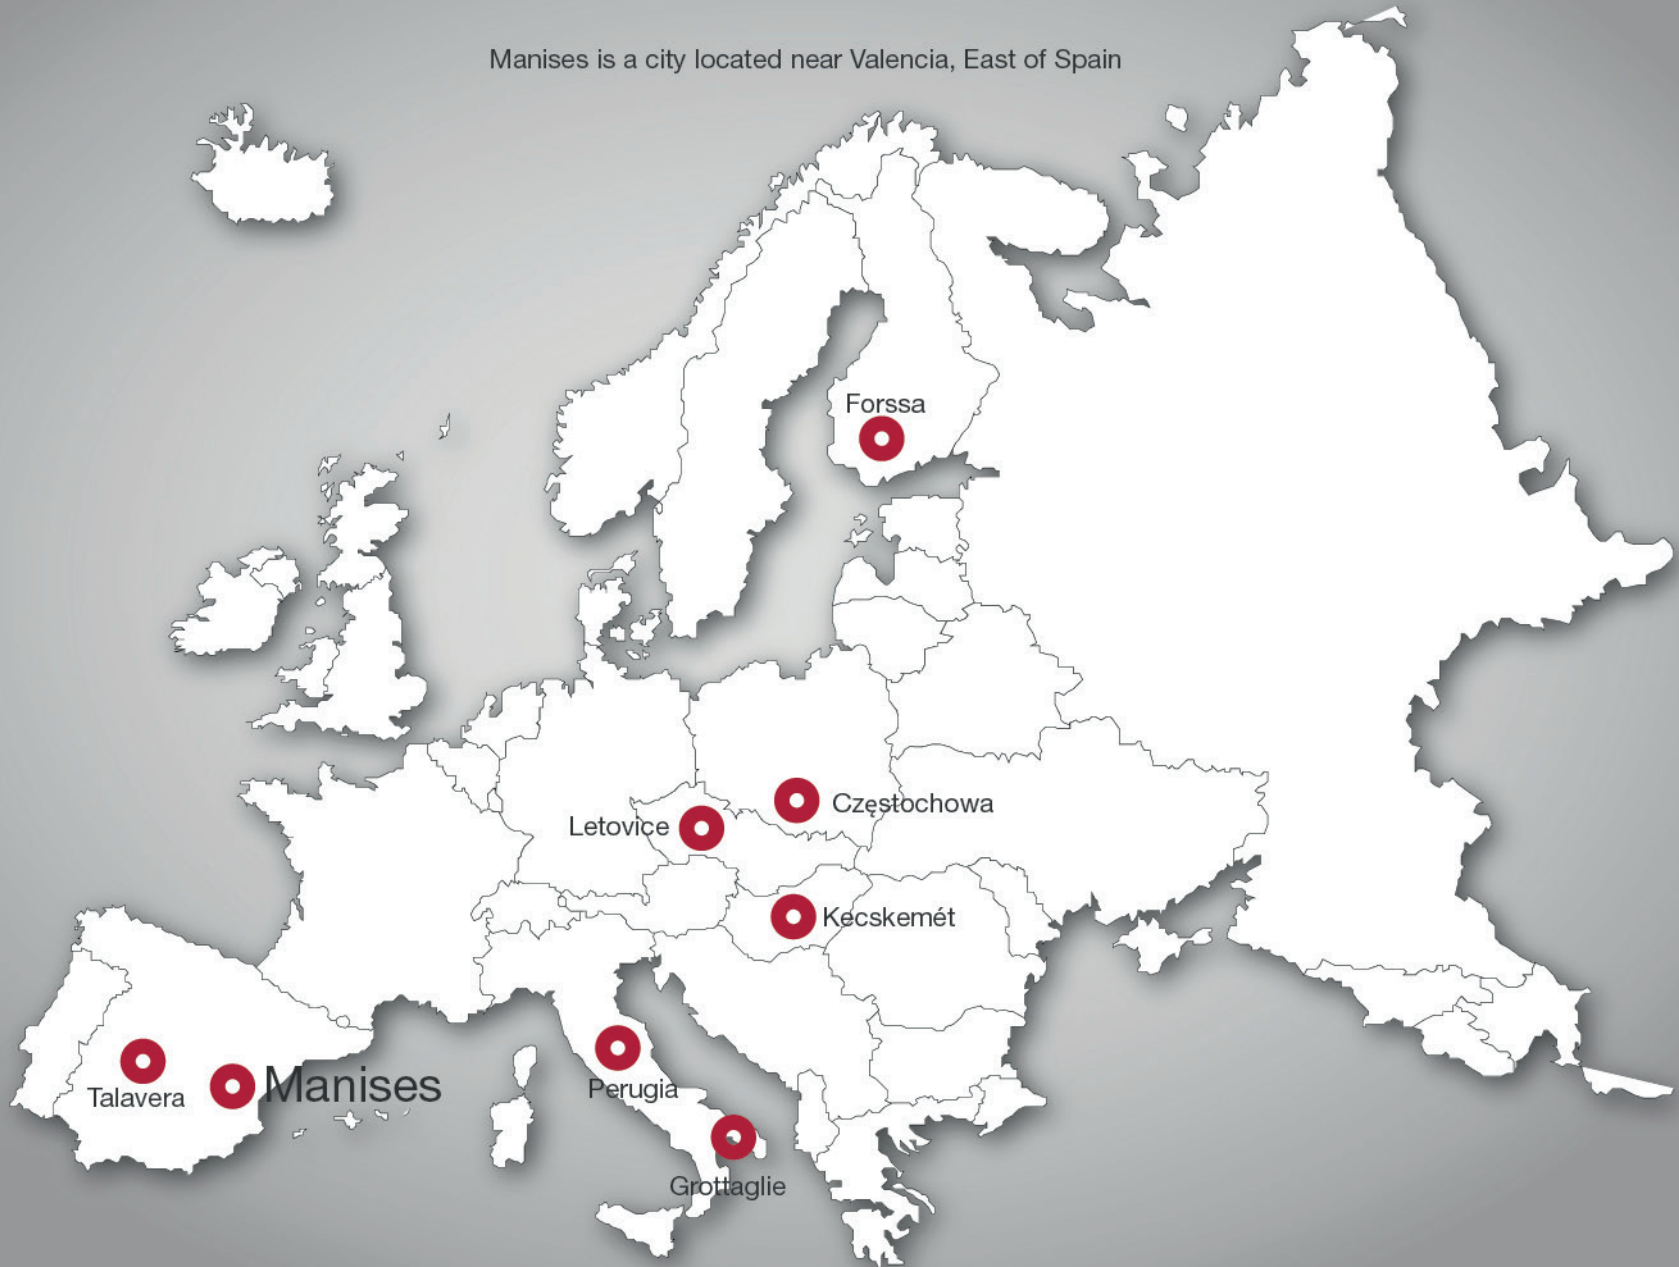 Manises is a city located near Valencia, East of Spain
Forssa
Częstochowa
Letovice
Kecskemét
Manises
Talavera
Perugia
Grottaglie